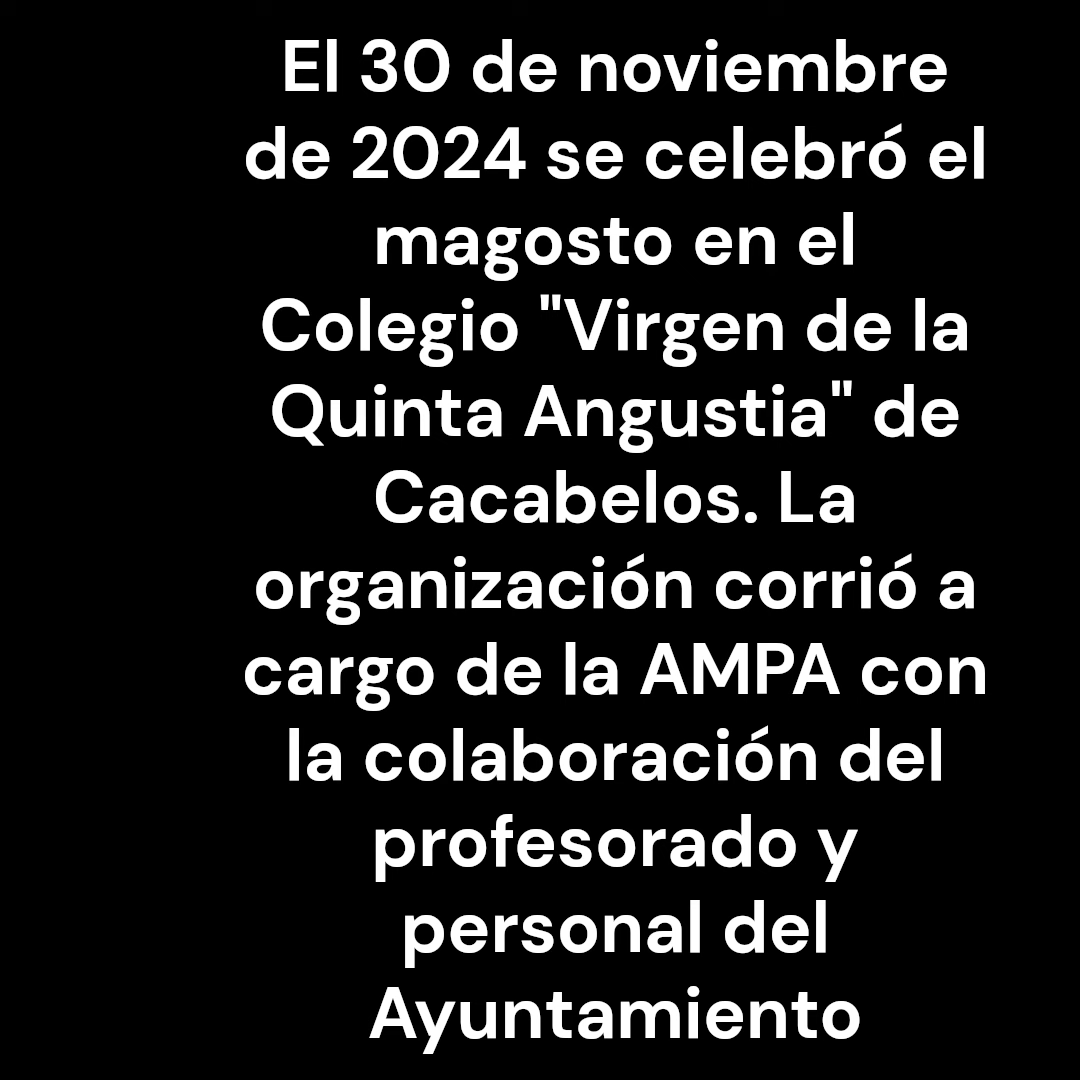 El 30 de noviembre
de 2024 se celebró el
magosto en el
Colegio "Virgen de la
Quinta Angustia" de
Cacabelos. La
organización corrió a
cargo de la AMPA con
la colaboración del
profesorado y
personal del
Ayuntamiento